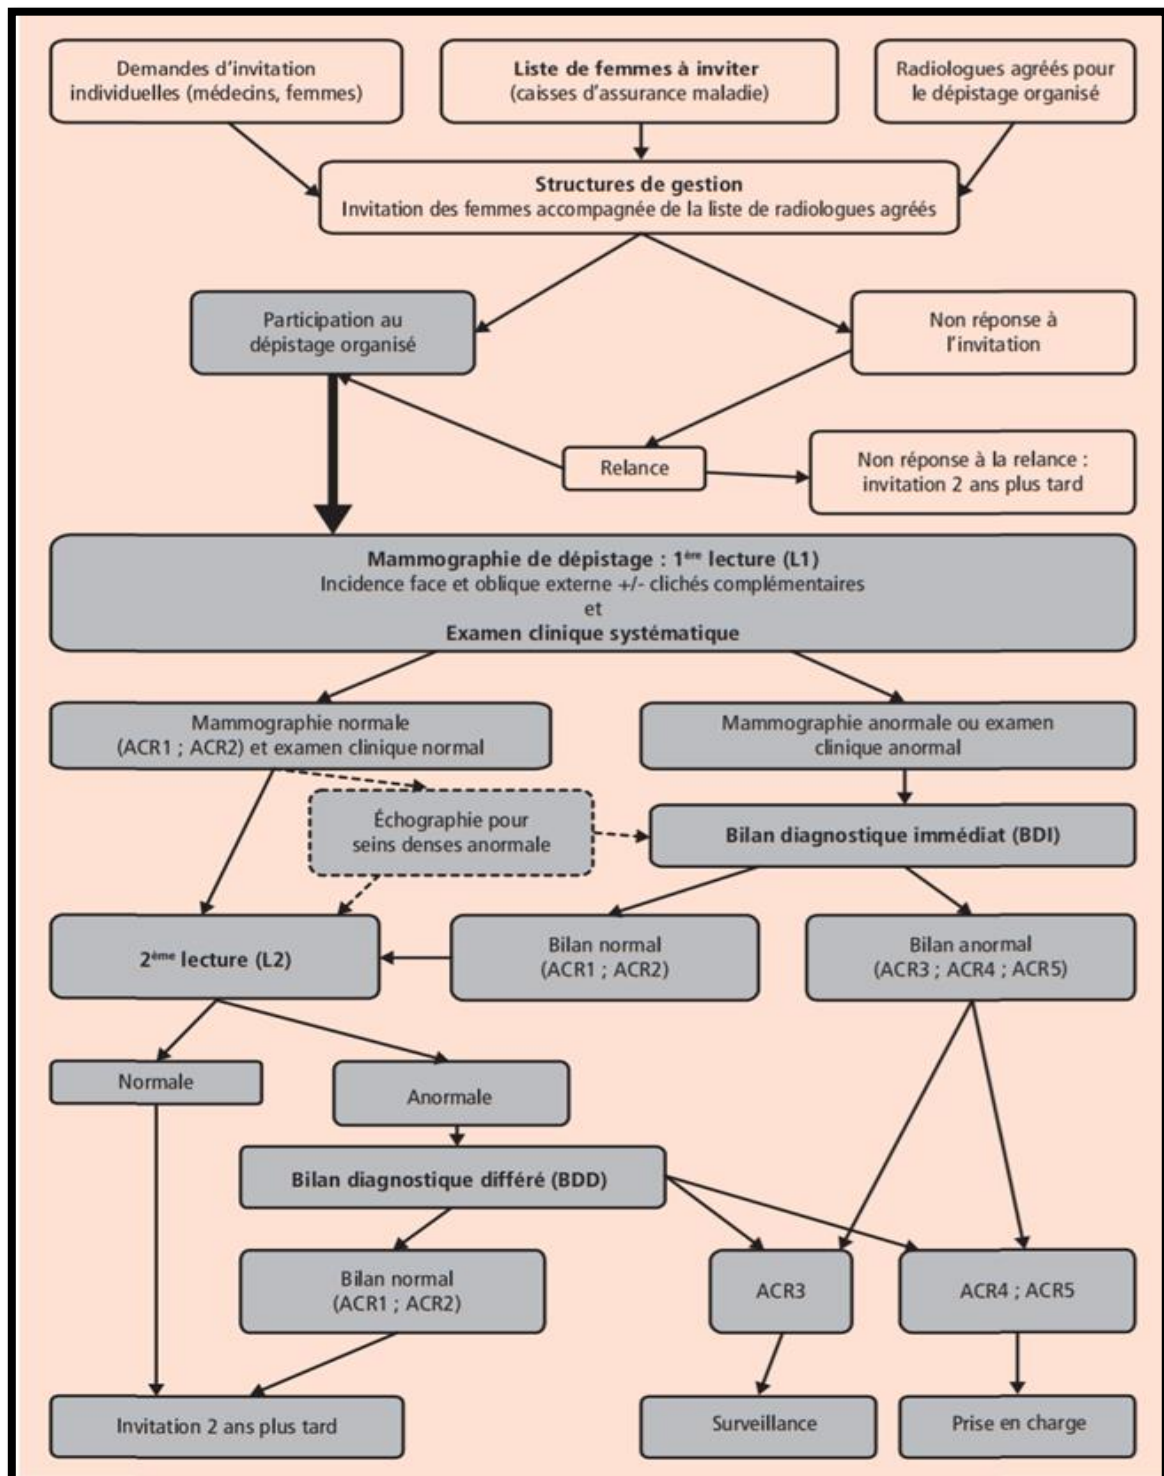 Demandes d'invitation
individuelles (médecins, femmes)
Liste de femmes à inviter
(caisses d'assurance maladie)
Radiologues agréés pour
le dépistage organisé
Structures de gestion
Invitation des femmes accompagnée de la liste de radiologues agréés
Participation au
dépistage organisé
Non réponse à
l'invitation
Relance
Non réponse à la relance :
invitation 2 ans plus tard
Mammographie de dépistage : 1ère lecture (L1)
Incidence face et oblique externe +/- clichés complémentaires
et
Examen clinique systématique
Mammographie normale
(ACR1 ; ACR2) et examen clinique normal
Mammographie anormale ou examen
clinique anormal
Échographie pour
seins denses anormale
Bilan diagnostique immédiat (BDI)
2ème lecture (L2)
Bilan normal
(ACR1 ; ACR2)
Bilan anormal
(ACR3 ; ACR4 ; ACR5)
Normale
Anormale
Bilan diagnostique différé (BDD)
Bilan normal
(ACR1 ; ACR2)
ACR3
ACR4 ; ACR5
Invitation 2 ans plus tard
Surveillance
Prise en charge